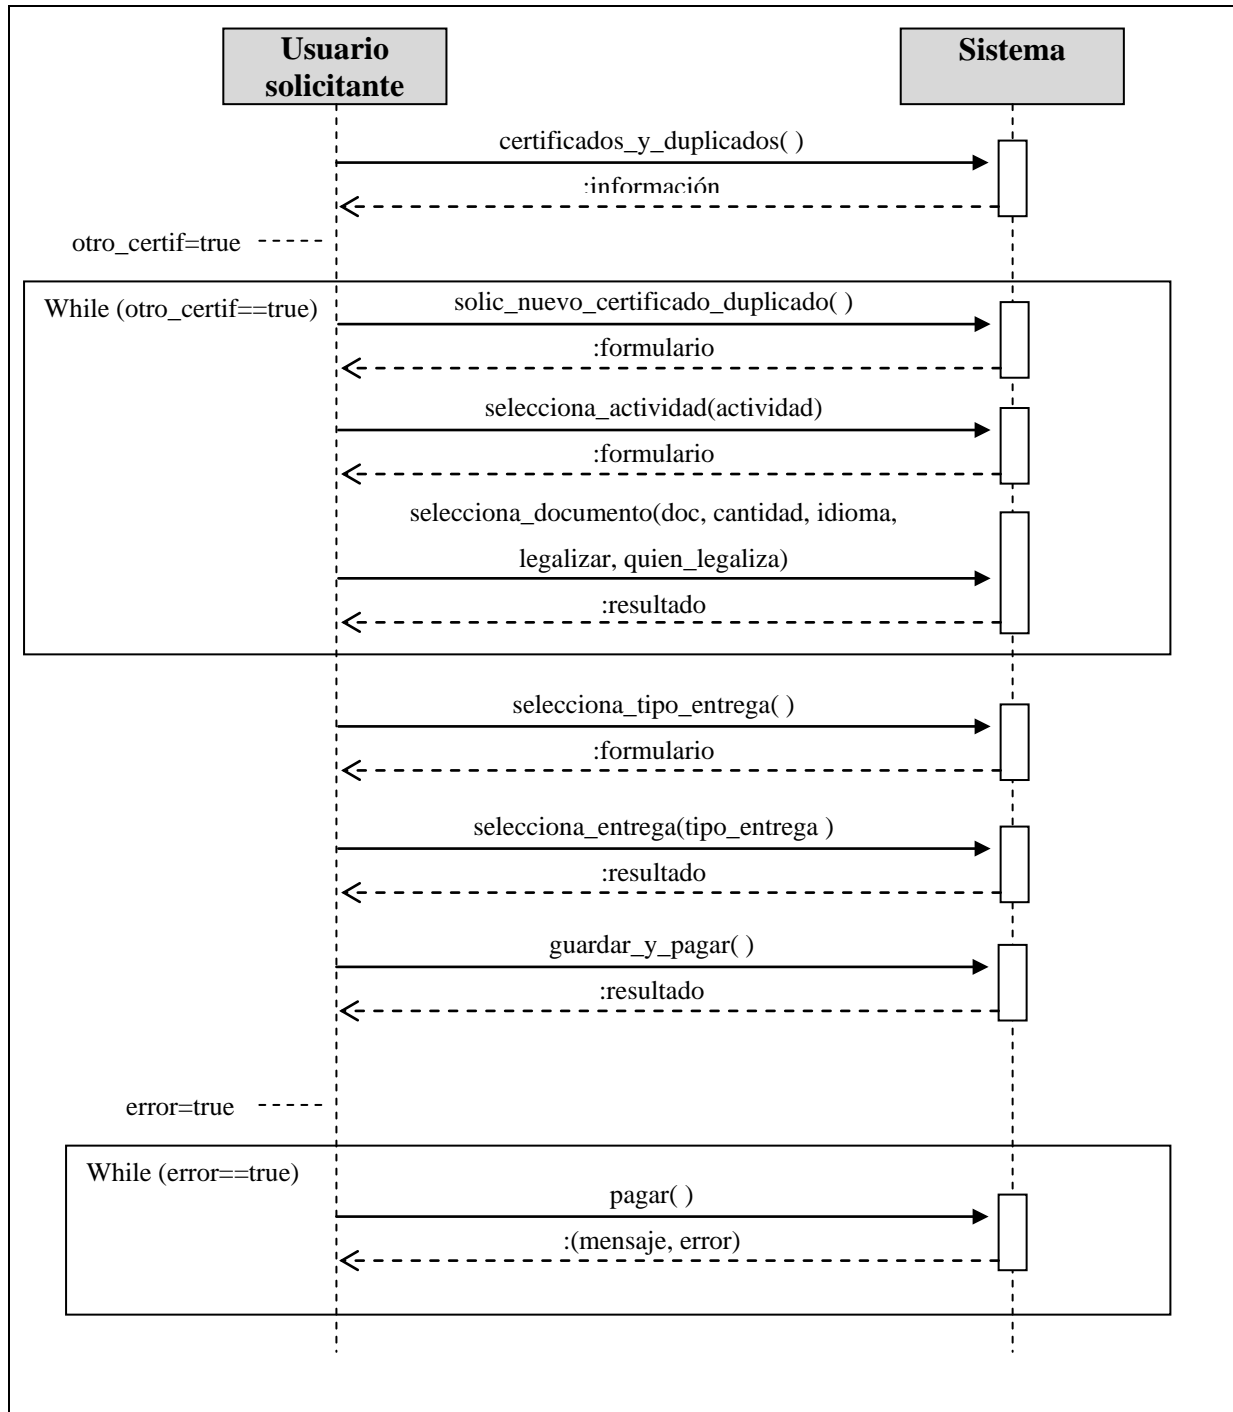 Usuario
solicitante
Sistema
certificados_y_duplicados( )
:información
otro_certif=true
While (otro_certif==true)
solic_nuevo_certificado_duplicado( )
:formulario
selecciona_actividad(actividad)
:formulario
selecciona_documento(doc, cantidad, idioma,
legalizar, quien_legaliza)
:resultado
selecciona_tipo_entrega( )
:formulario
selecciona_entrega(tipo_entrega )
:resultado
guardar_y_pagar( )
:resultado
error=true
While (error==true)
pagar( )
:(mensaje, error)